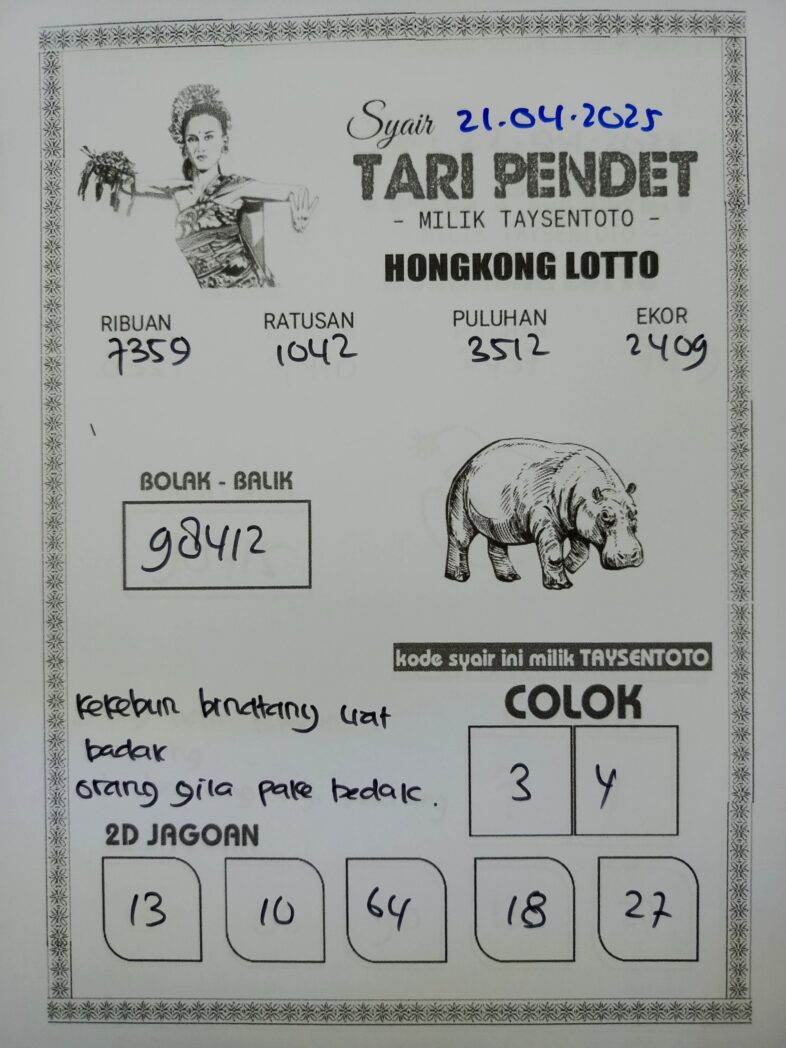 Syair 21.04.2025
TARI PENDET
- MILIK TAYSENTOTO -
HONGKONG LOTTO
RIBUAN RATUSAN PULUHAN EKOR
7359 1042 3512 2409
BOLAK - BALIK
98412
kode syair ini milik TAYSENTOTO
COLOK
3 4
kekebun binatang liat
badak
orang gila pake bedak.
2D JAGOAN
13 10 64 18 27